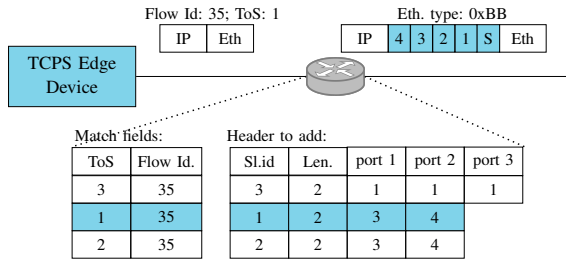 Flow Id: 35; ToS: 1 Eth. type: 0xBB
IP Eth IP 4 3 2 1 S Eth
TCPS Edge
Device
Match fields: Header to add:
ToS Flow Id. Sl.id Len. port 1 port 2 port 3
3 35 3 2 1 1 1
1 35 1 2 3 4
2 35 2 2 3 4